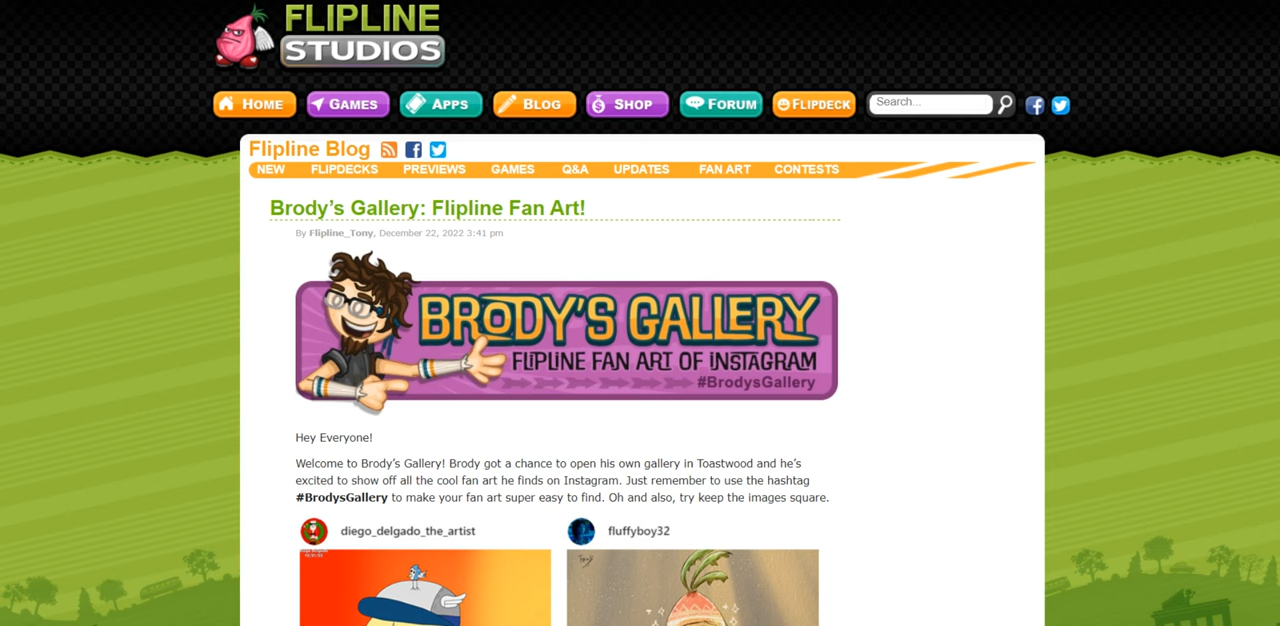 FLIPLINE
STUDIOS
HOME GAMES APPS BLOG SHOP FORUM FLIPDECK Search...
Flipline Blog
NEW FLIPDECKS PREVIEWS GAMES Q&A UPDATES FAN ART CONTESTS
Brody's Gallery: Flipline Fan Art!
By Flipline_Tony, December 22, 2022 3:41 pm
BRODY'S GALLERY
FLIPLINE FAN ART OF INSTAGRAM
#BrodysGallery
Hey Everyone!
Welcome to Brody's Gallery! Brody got a chance to open his own gallery in Toastwood and he's
excited to show off all the cool fan art he finds on Instagram. Just remember to use the hashtag
#BrodysGallery to make your fan art super easy to find. Oh and also, try keep the images square.
diego_delgado_the_artist fluffyboy32